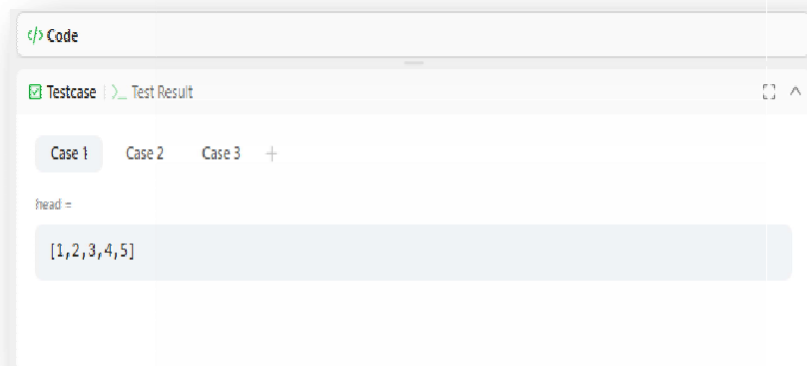 </> Code
Testcase | >_ Test Result
Case 1 Case 2 Case 3 +
head =
[1,2,3,4,5]